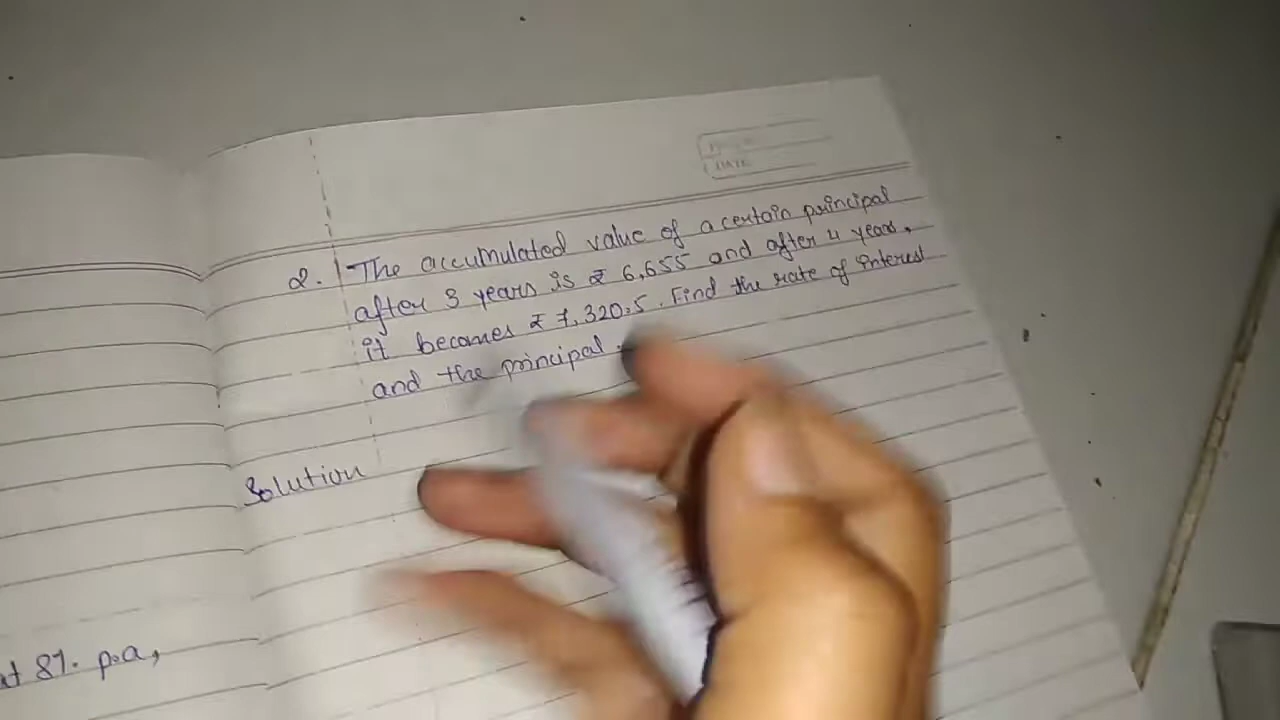 2. The accumulated value of a certain principal
after 3 years is ₹ 6,655 and after 4 years,
it becomes ₹ 7,320.5. Find the rate of interest
and the principal.
Solution
at 8%. p.a,
DATE